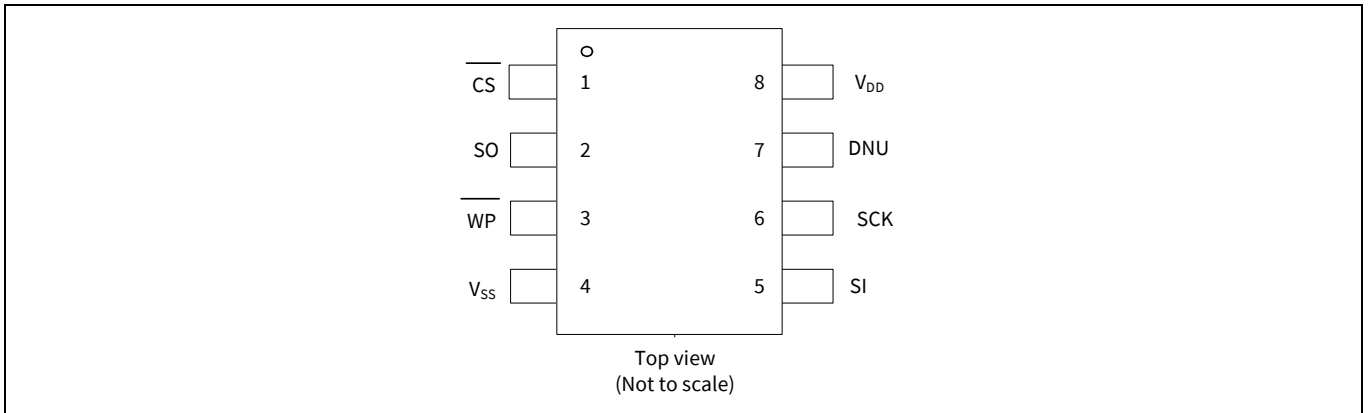 CS 1 8 VDD
SO 2 7 DNU
WP 3 6 SCK
VSS 4 5 SI
Top view
(Not to scale)